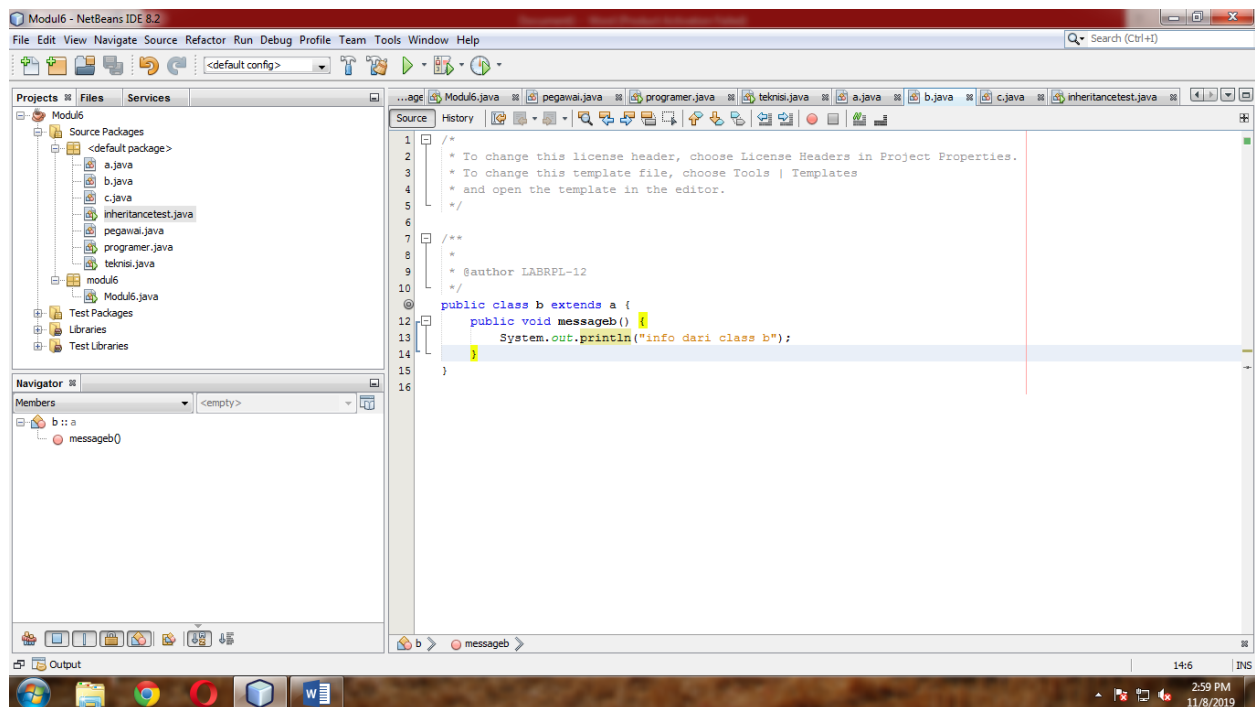 Modul6 - NetBeans IDE 8.2
File Edit View Navigate Source Refactor Run Debug Profile Team Tools Window Help
Search (Ctrl+I)
<default config>
Projects Files Services
Modul6
Source Packages
<default package>
a.java
b.java
c.java
inheritancetest.java
pegawai.java
programer.java
teknisi.java
modul6
Modul6.java
Test Packages
Libraries
Test Libraries
Navigator
Members <empty>
b :: a
messageb()
...age Modul6.java pegawai.java programer.java teknisi.java a.java b.java c.java inheritancetest.java
Source History
1 /*
2 * To change this license header, choose License Headers in Project Properties.
3 * To change this template file, choose Tools | Templates
4 * and open the template in the editor.
5 */
6
7 /**
8 *
9 * @author LABRPL-12
10 */
public class b extends a {
12 public void messageb() {
13 System.out.println("info dari class b");
14 }
15 }
16
b messageb
Output
14:6 INS
2:59 PM
11/8/2019